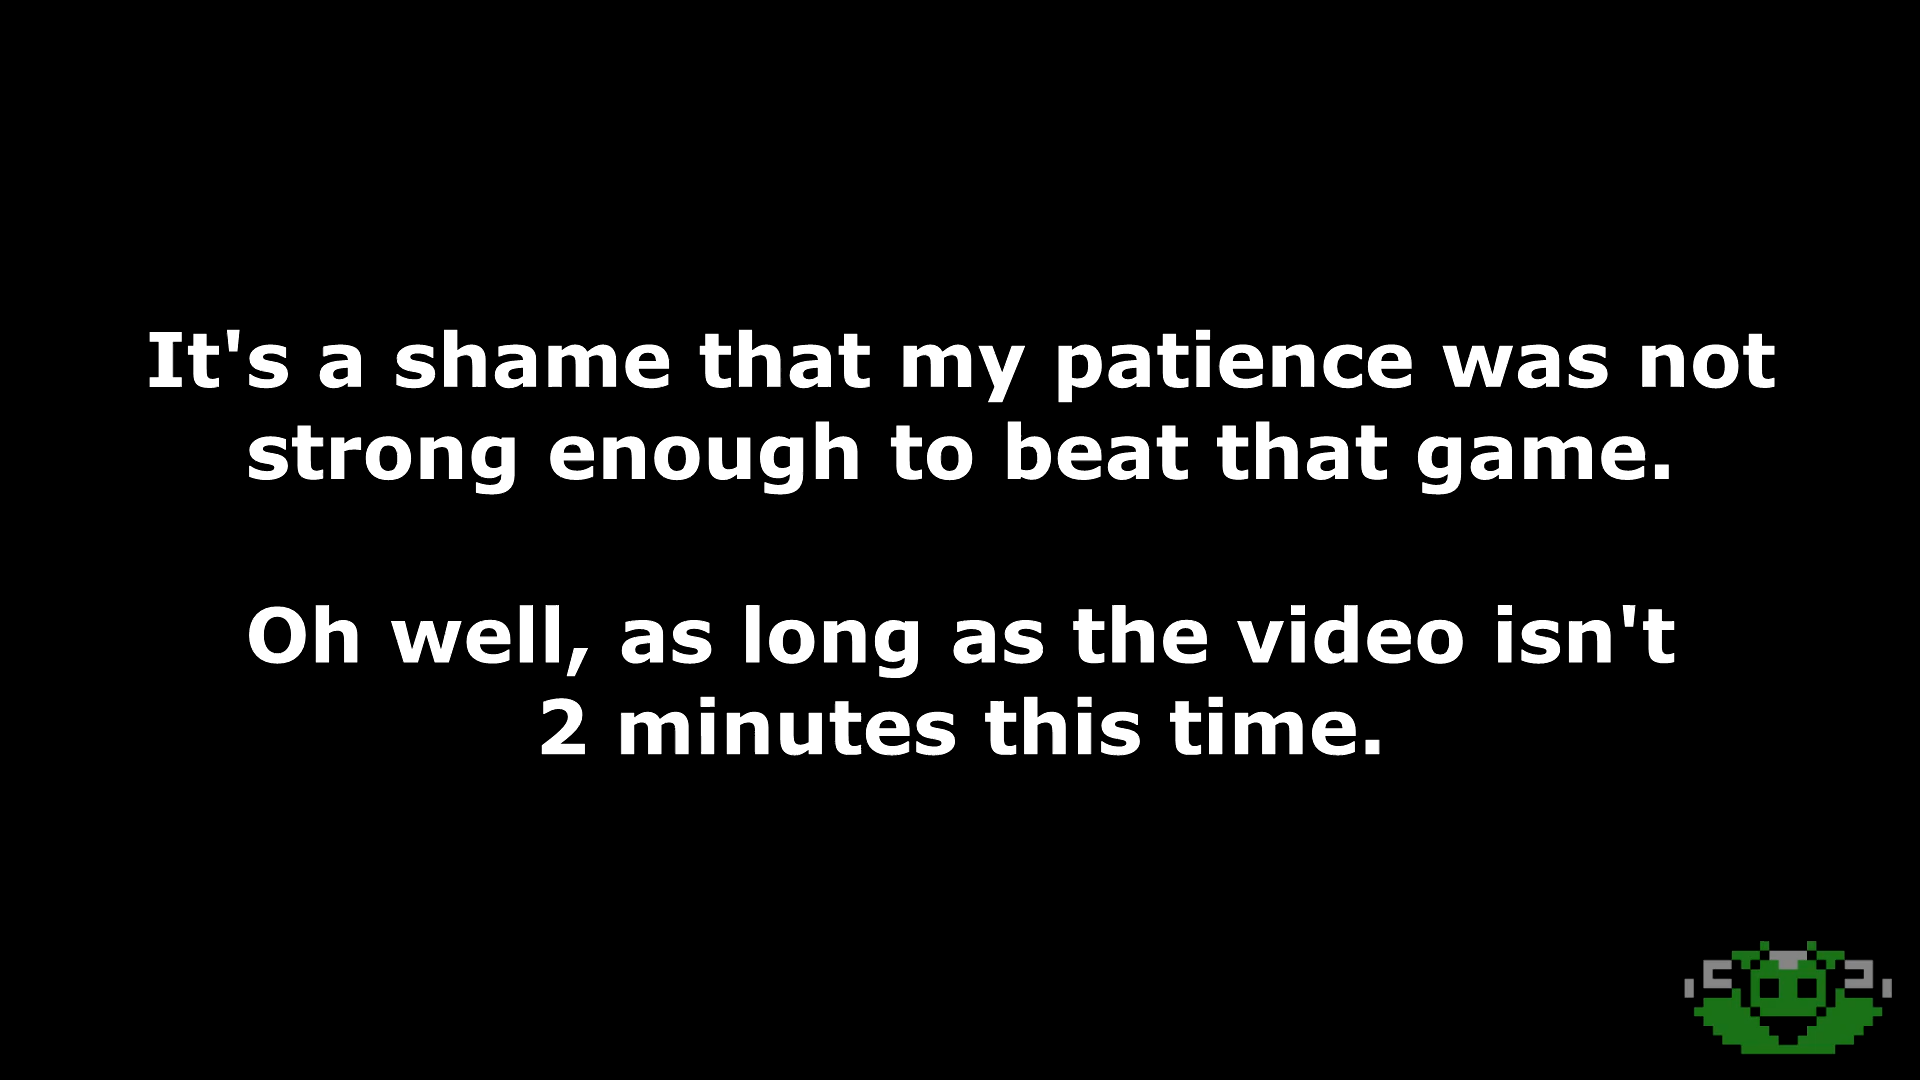 It's a shame that my patience was not
strong enough to beat that game.
Oh well, as long as the video isn't
2 minutes this time.